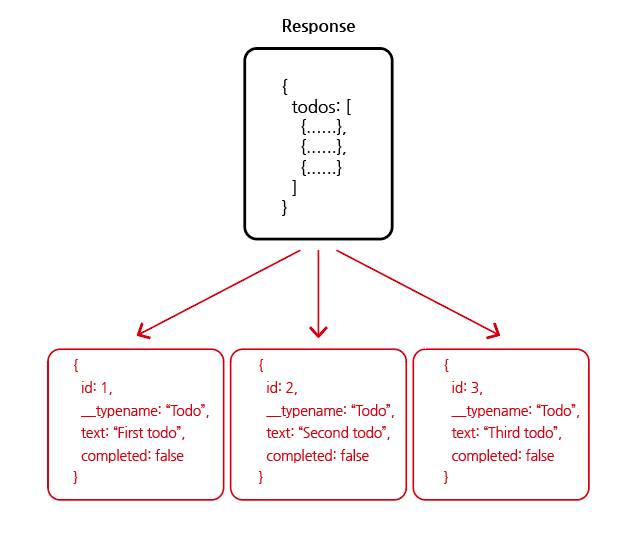 Response
{
todos: [
{......},
{......},
{......}
]
}
{
id: 1,
__typename: “Todo”,
text: “First todo”,
completed: false
}
{
id: 2,
__typename: “Todo”,
text: “Second todo”,
completed: false
}
{
id: 3,
__typename: “Todo”,
text: “Third todo”,
completed: false
}